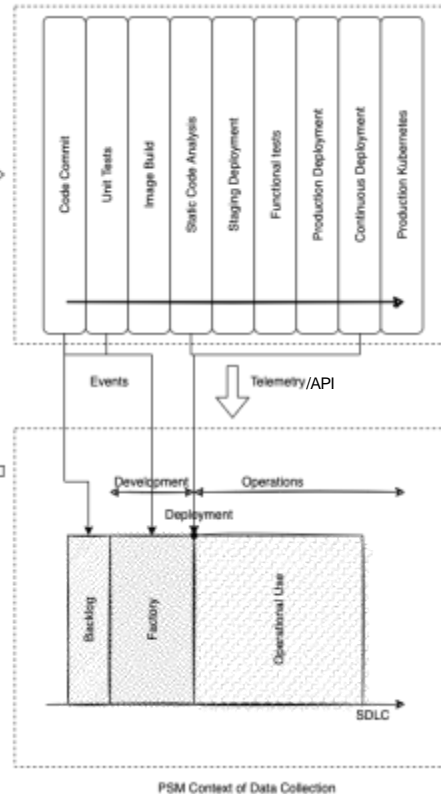 Code Commit
Unit Tests
Image Build
Static Code Analysis
Staging Deployment
Functional tests
Production Deployment
Continuous Deployment
Production Kubernetes
Events
Telemetry/API
Development
Operations
Deployment
Backlog
Factory
Operational Use
SDLC
PSM Context of Data Collection